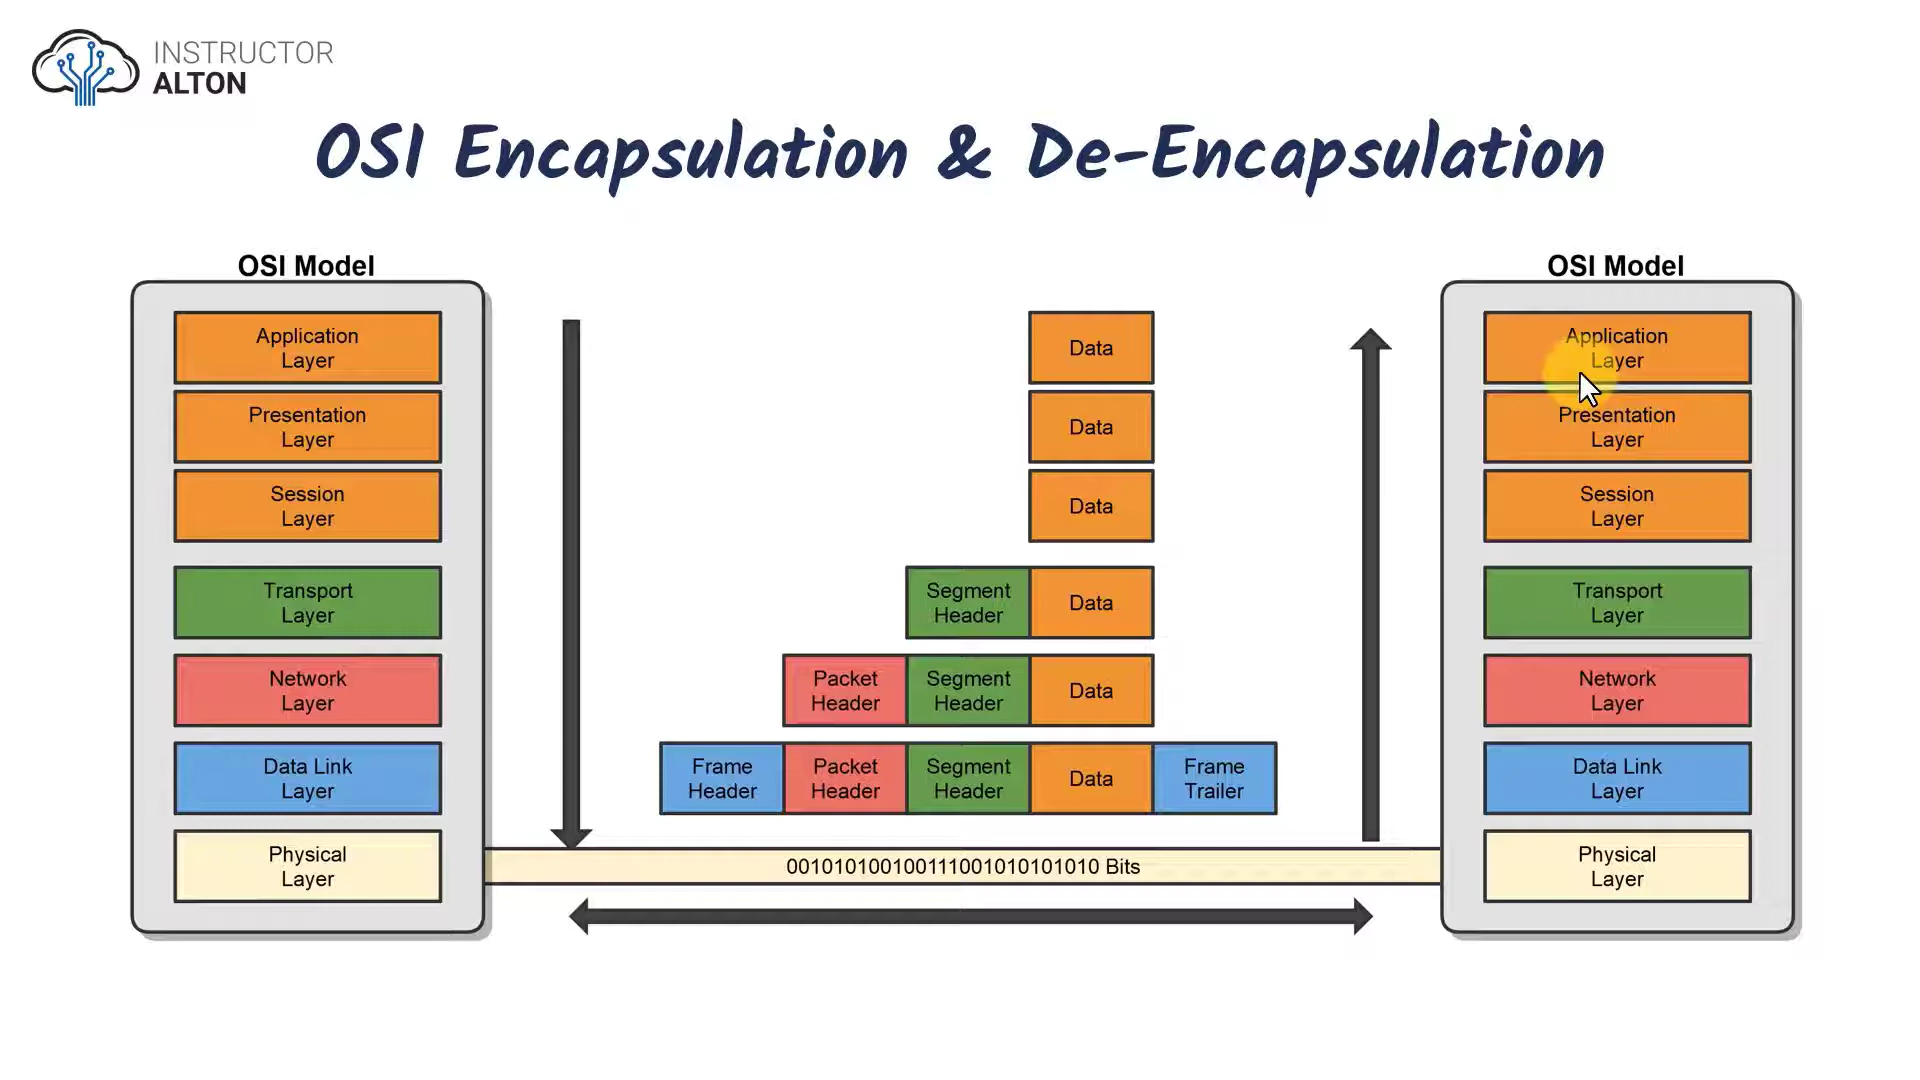 INSTRUCTOR
ALTON
OSI Encapsulation & De-Encapsulation
OSI Model
Application
Layer
Presentation
Layer
Session
Layer
Transport
Layer
Network
Layer
Data Link
Layer
Physical
Layer
Data
Data
Data
Segment
Header
Data
Packet
Header
Segment
Header
Data
Frame
Header
Packet
Header
Segment
Header
Data
Frame
Trailer
0010101001001110010101010​10 Bits
OSI Model
Application
Layer
Presentation
Layer
Session
Layer
Transport
Layer
Network
Layer
Data Link
Layer
Physical
Layer